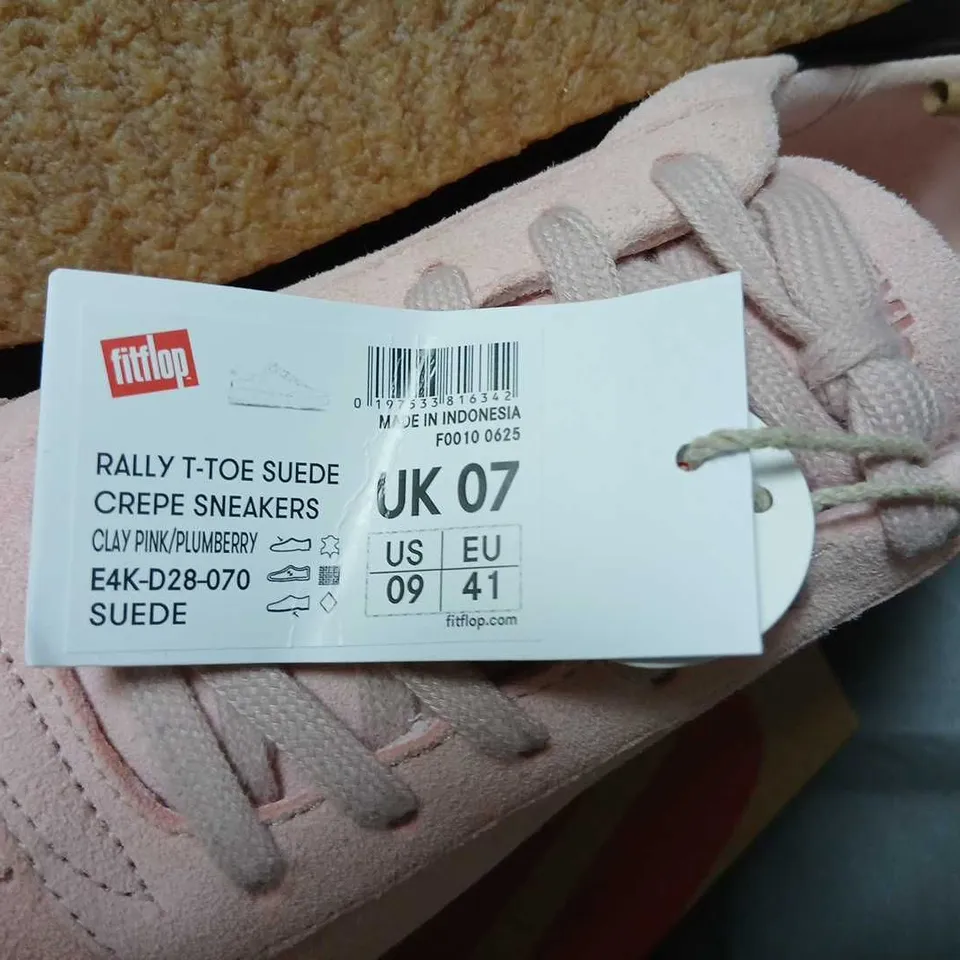 fitflop
0 197533 816342
MADE IN INDONESIA
F0010 0625
RALLY T-TOE SUEDE
CREPE SNEAKERS
CLAY PINK/PLUMBERRY
E4K-D28-070
SUEDE
UK 07
US EU
09 41
fitflop.com